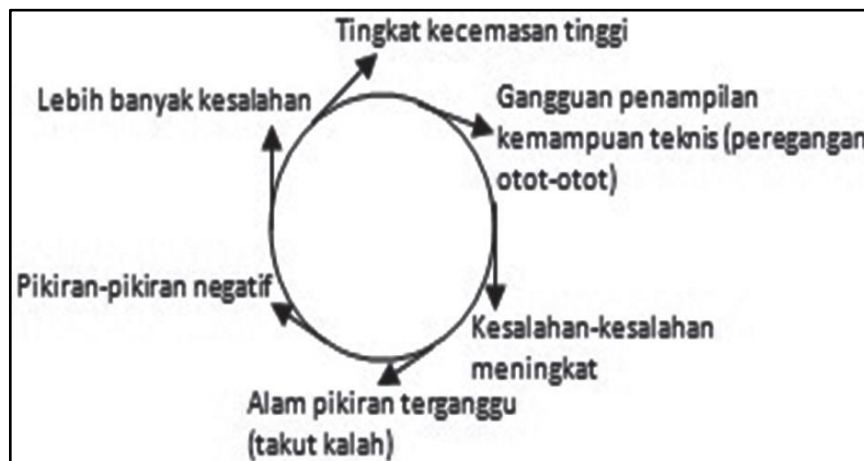 Tingkat kecemasan tinggi
Gangguan penampilan
kemampuan teknis (peregangan
otot-otot)
Kesalahan-kesalahan
meningkat
Alam pikiran terganggu
(takut kalah)
Pikiran-pikiran negatif
Lebih banyak kesalahan